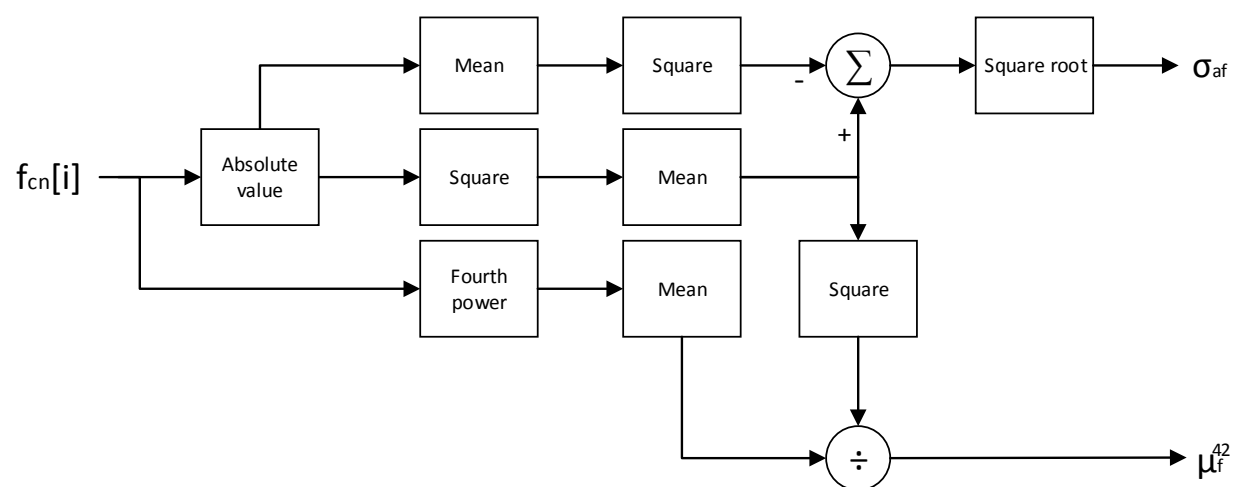 Mean
Square
∑
Square root
σaf
-
+
fcn[i]
Absolute
value
Square
Mean
Fourth
power
Mean
Square
÷
μf42